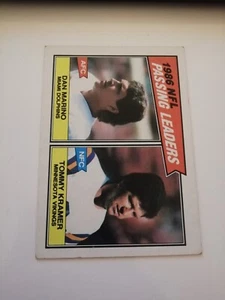 1986 NFL
PASSING LEADERS
AFC
DAN MARINO
MIAMI DOLPHINS
NFC
TOMMY KRAMER
MINNESOTA VIKINGS